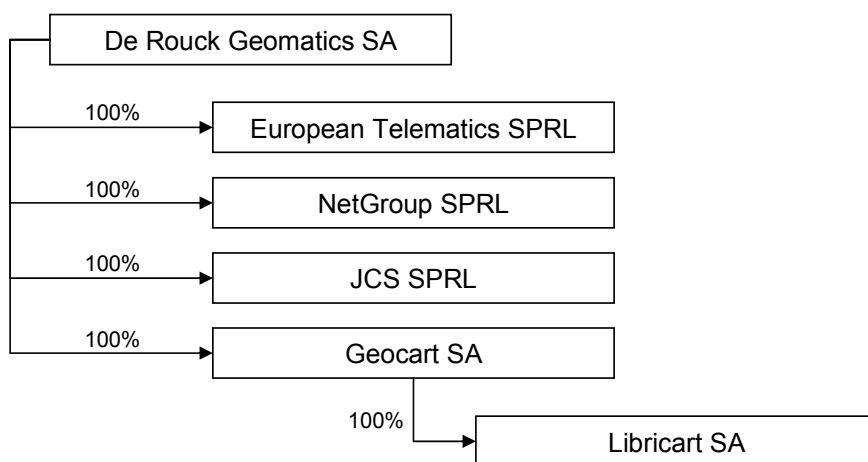 De Rouck Geomatics SA
100%
European Telematics SPRL
100%
NetGroup SPRL
100%
JCS SPRL
100%
Geocart SA
100%
Libricart SA